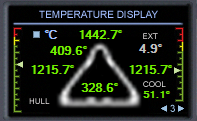 TEMPERATURE DISPLAY
°C 1442.7° EXT
409.6° 4.9°
1215.7° 1215.7°
328.6° COOL
HULL 51.1°
3